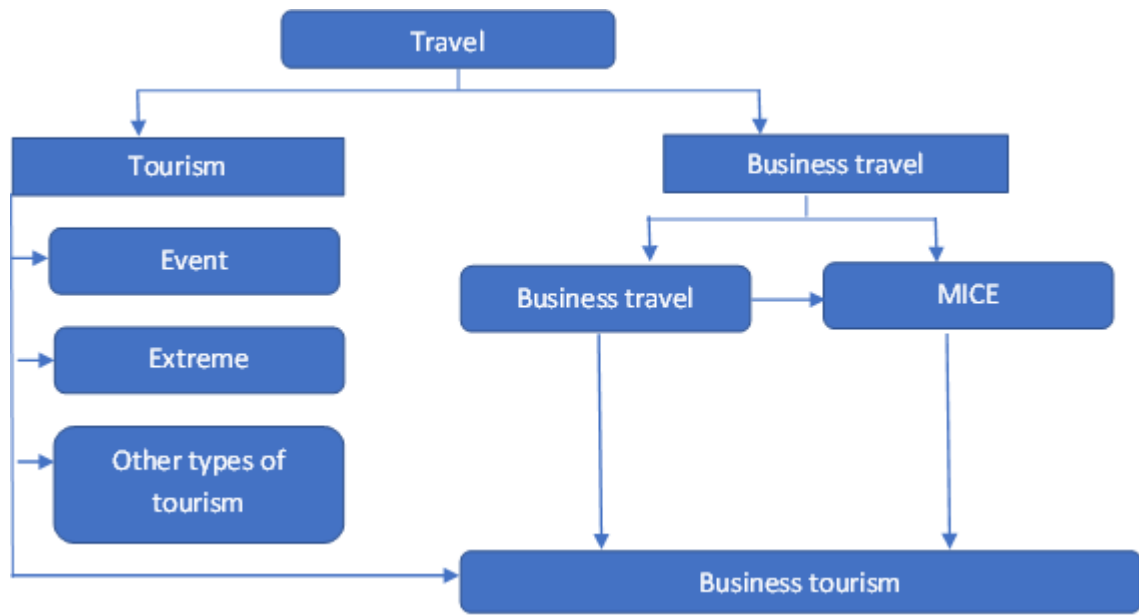 Travel
Tourism
Business travel
Event
Business travel
MICE
Extreme
Other types of
tourism
Business tourism